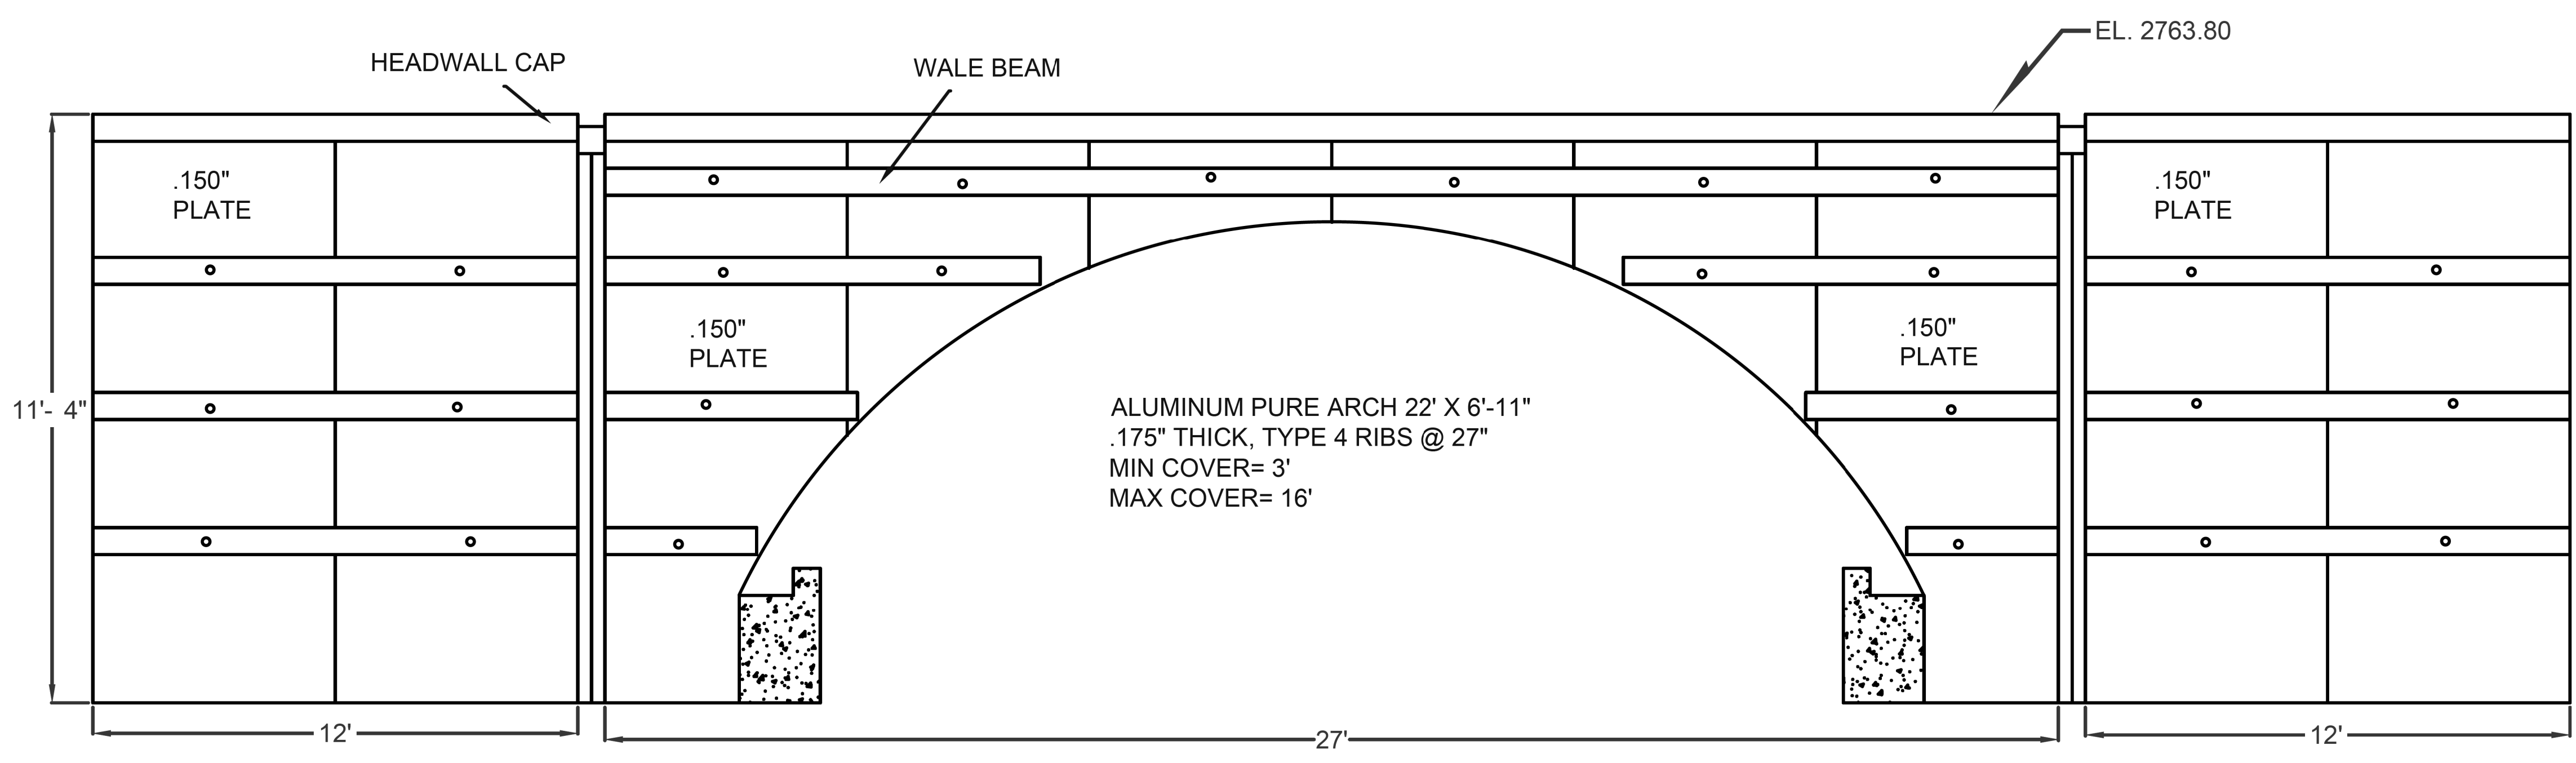 EL. 2763.80
HEADWALL CAP
WALE BEAM
.150"
PLATE
.150"
PLATE
.150"
PLATE
.150"
PLATE
11'- 4"
ALUMINUM PURE ARCH 22' X 6'-11"
.175" THICK, TYPE 4 RIBS @ 27"
MIN COVER= 3'
MAX COVER= 16'
12'
27'
12'